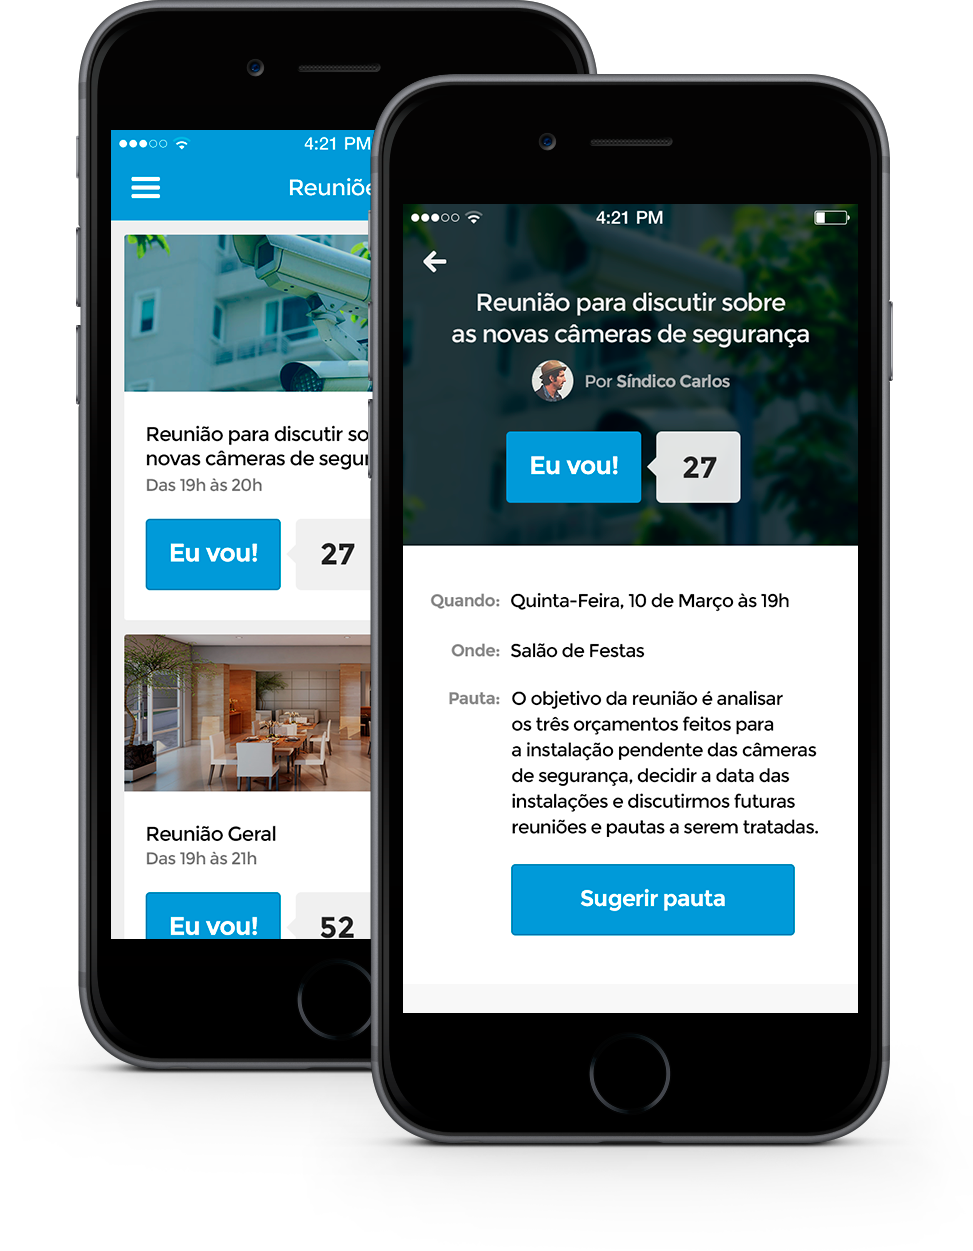 4:21 PM
Reuniõe
Reunião para discutir so
novas câmeras de segur
Das 19h às 20h
Eu vou!
27
Reunião Geral
Das 19h às 21h
Eu vou!
52
4:21 PM
Reunião para discutir sobre
as novas câmeras de segurança
Por Síndico Carlos
Eu vou!
27
Quando: Quinta-Feira, 10 de Março às 19h
Onde: Salão de Festas
Pauta: O objetivo da reunião é analisar
os três orçamentos feitos para
a instalação pendente das câmeras
de segurança, decidir a data das
instalações e discutirmos futuras
reuniões e pautas a serem tratadas.
Sugerir pauta